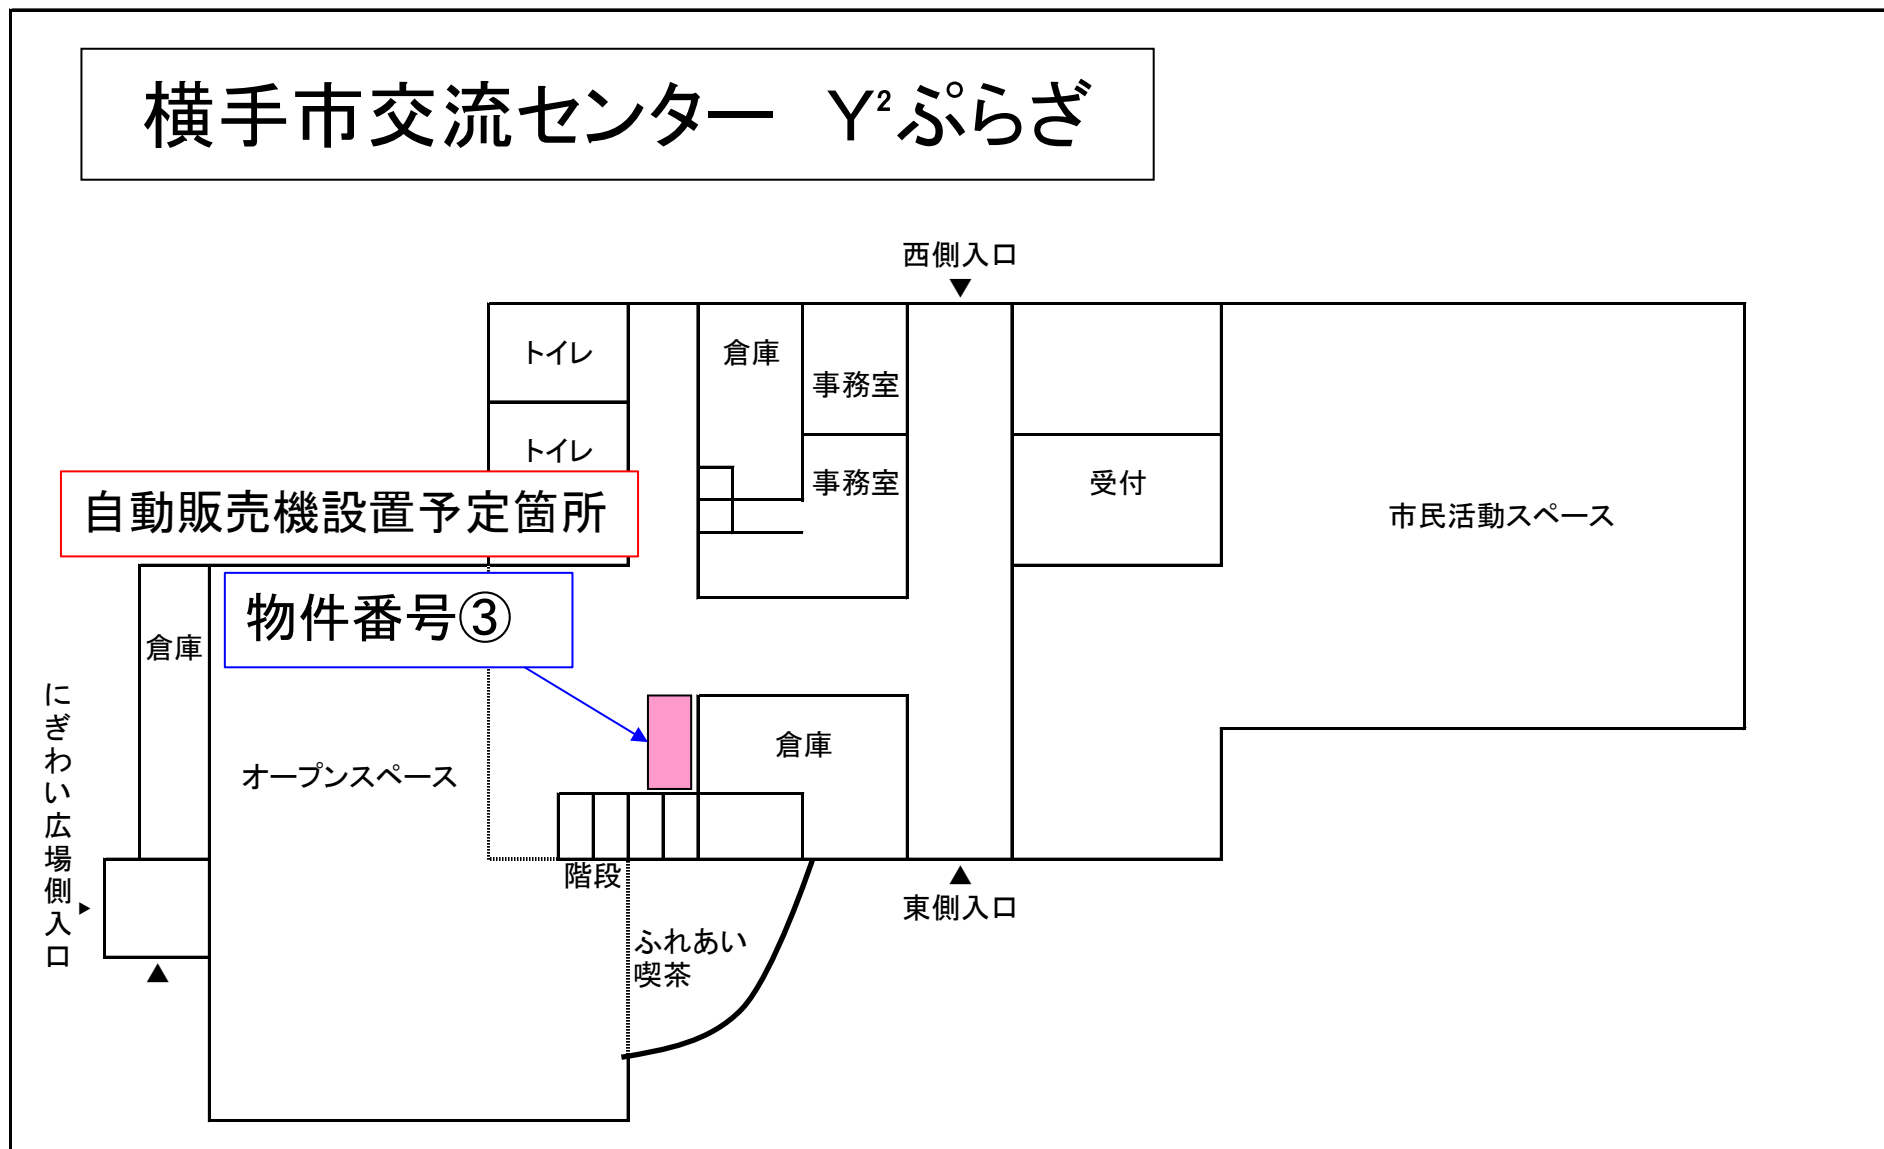 横手市交流センター　Y²ぷらざ
西側入口
▼
トイレ
倉庫
事務室
トイレ
事務室
受付
市民活動スペース
自動販売機設置予定箇所
物件番号③
倉庫
にぎわい広場側入口
倉庫
オープンスペース
階段
▲
東側入口
ふれあい
喫茶
▲